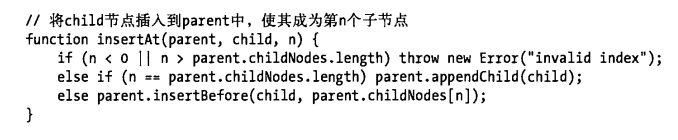 // 将child节点插入到parent中，使其成为第n个子节点
function insertAt(parent, child, n) {
    if (n < 0 || n > parent.childNodes.length) throw new Error("invalid index");
    else if (n == parent.childNodes.length) parent.appendChild(child);
    else parent.insertBefore(child, parent.childNodes[n]);
}